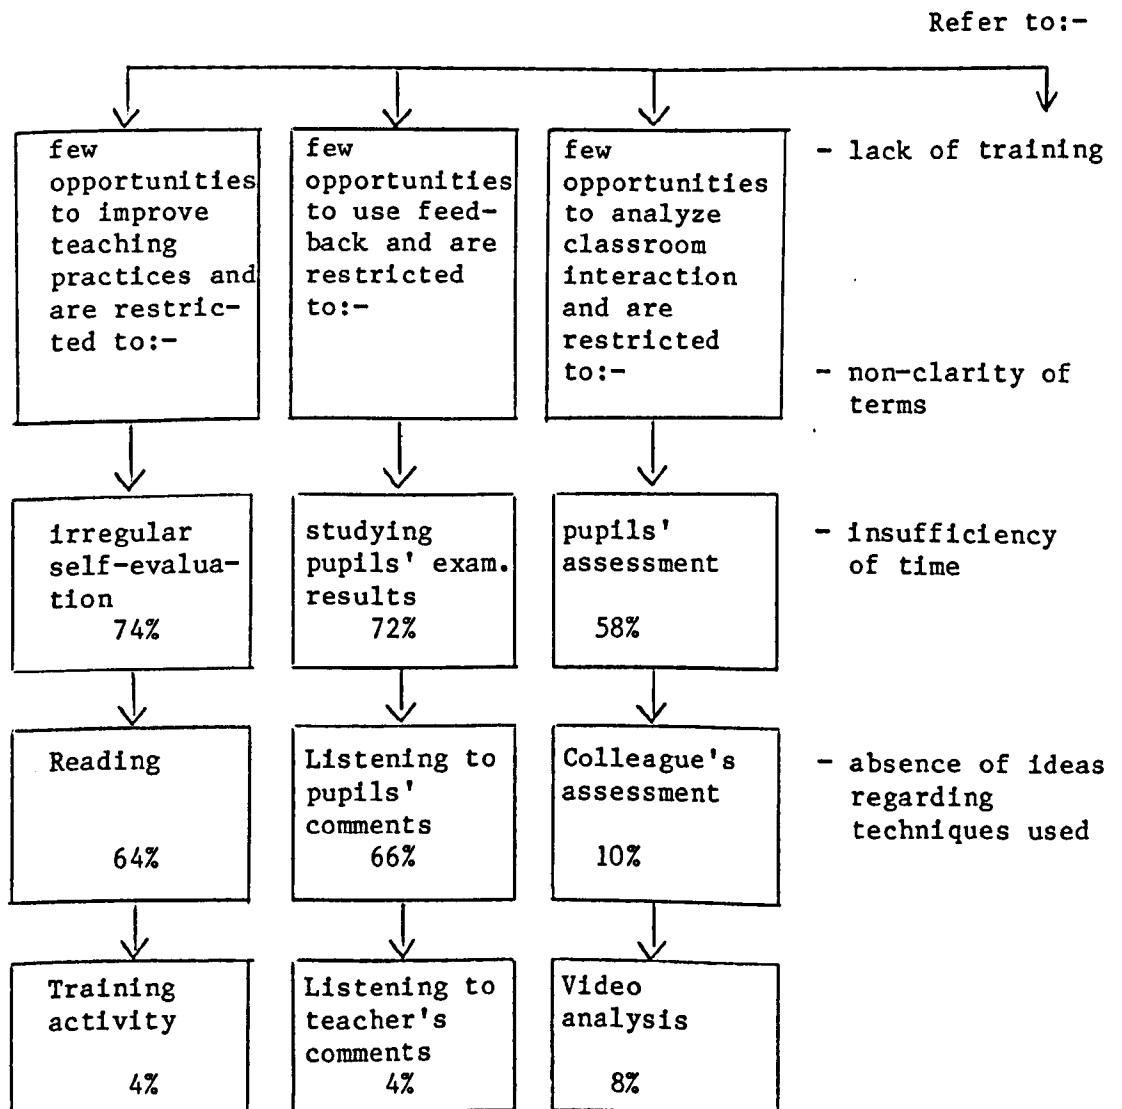 Refer to:-
few
opportunities
to improve
teaching
practices and
are restric-
ted to:-
few
opportunities
to use feed-
back and are
restricted
to:-
few
opportunities
to analyze
classroom
interaction
and are
restricted
to:-
- lack of training
- non-clarity of
terms
irregular
self-evalua-
tion
74%
studying
pupils' exam.
results
72%
pupils'
assessment
58%
- insufficiency
of time
Reading
64%
Listening to
pupils'
comments
66%
Colleague's
assessment
10%
- absence of ideas
regarding
techniques used
Training
activity
4%
Listening to
teacher's
comments
4%
Video
analysis
8%